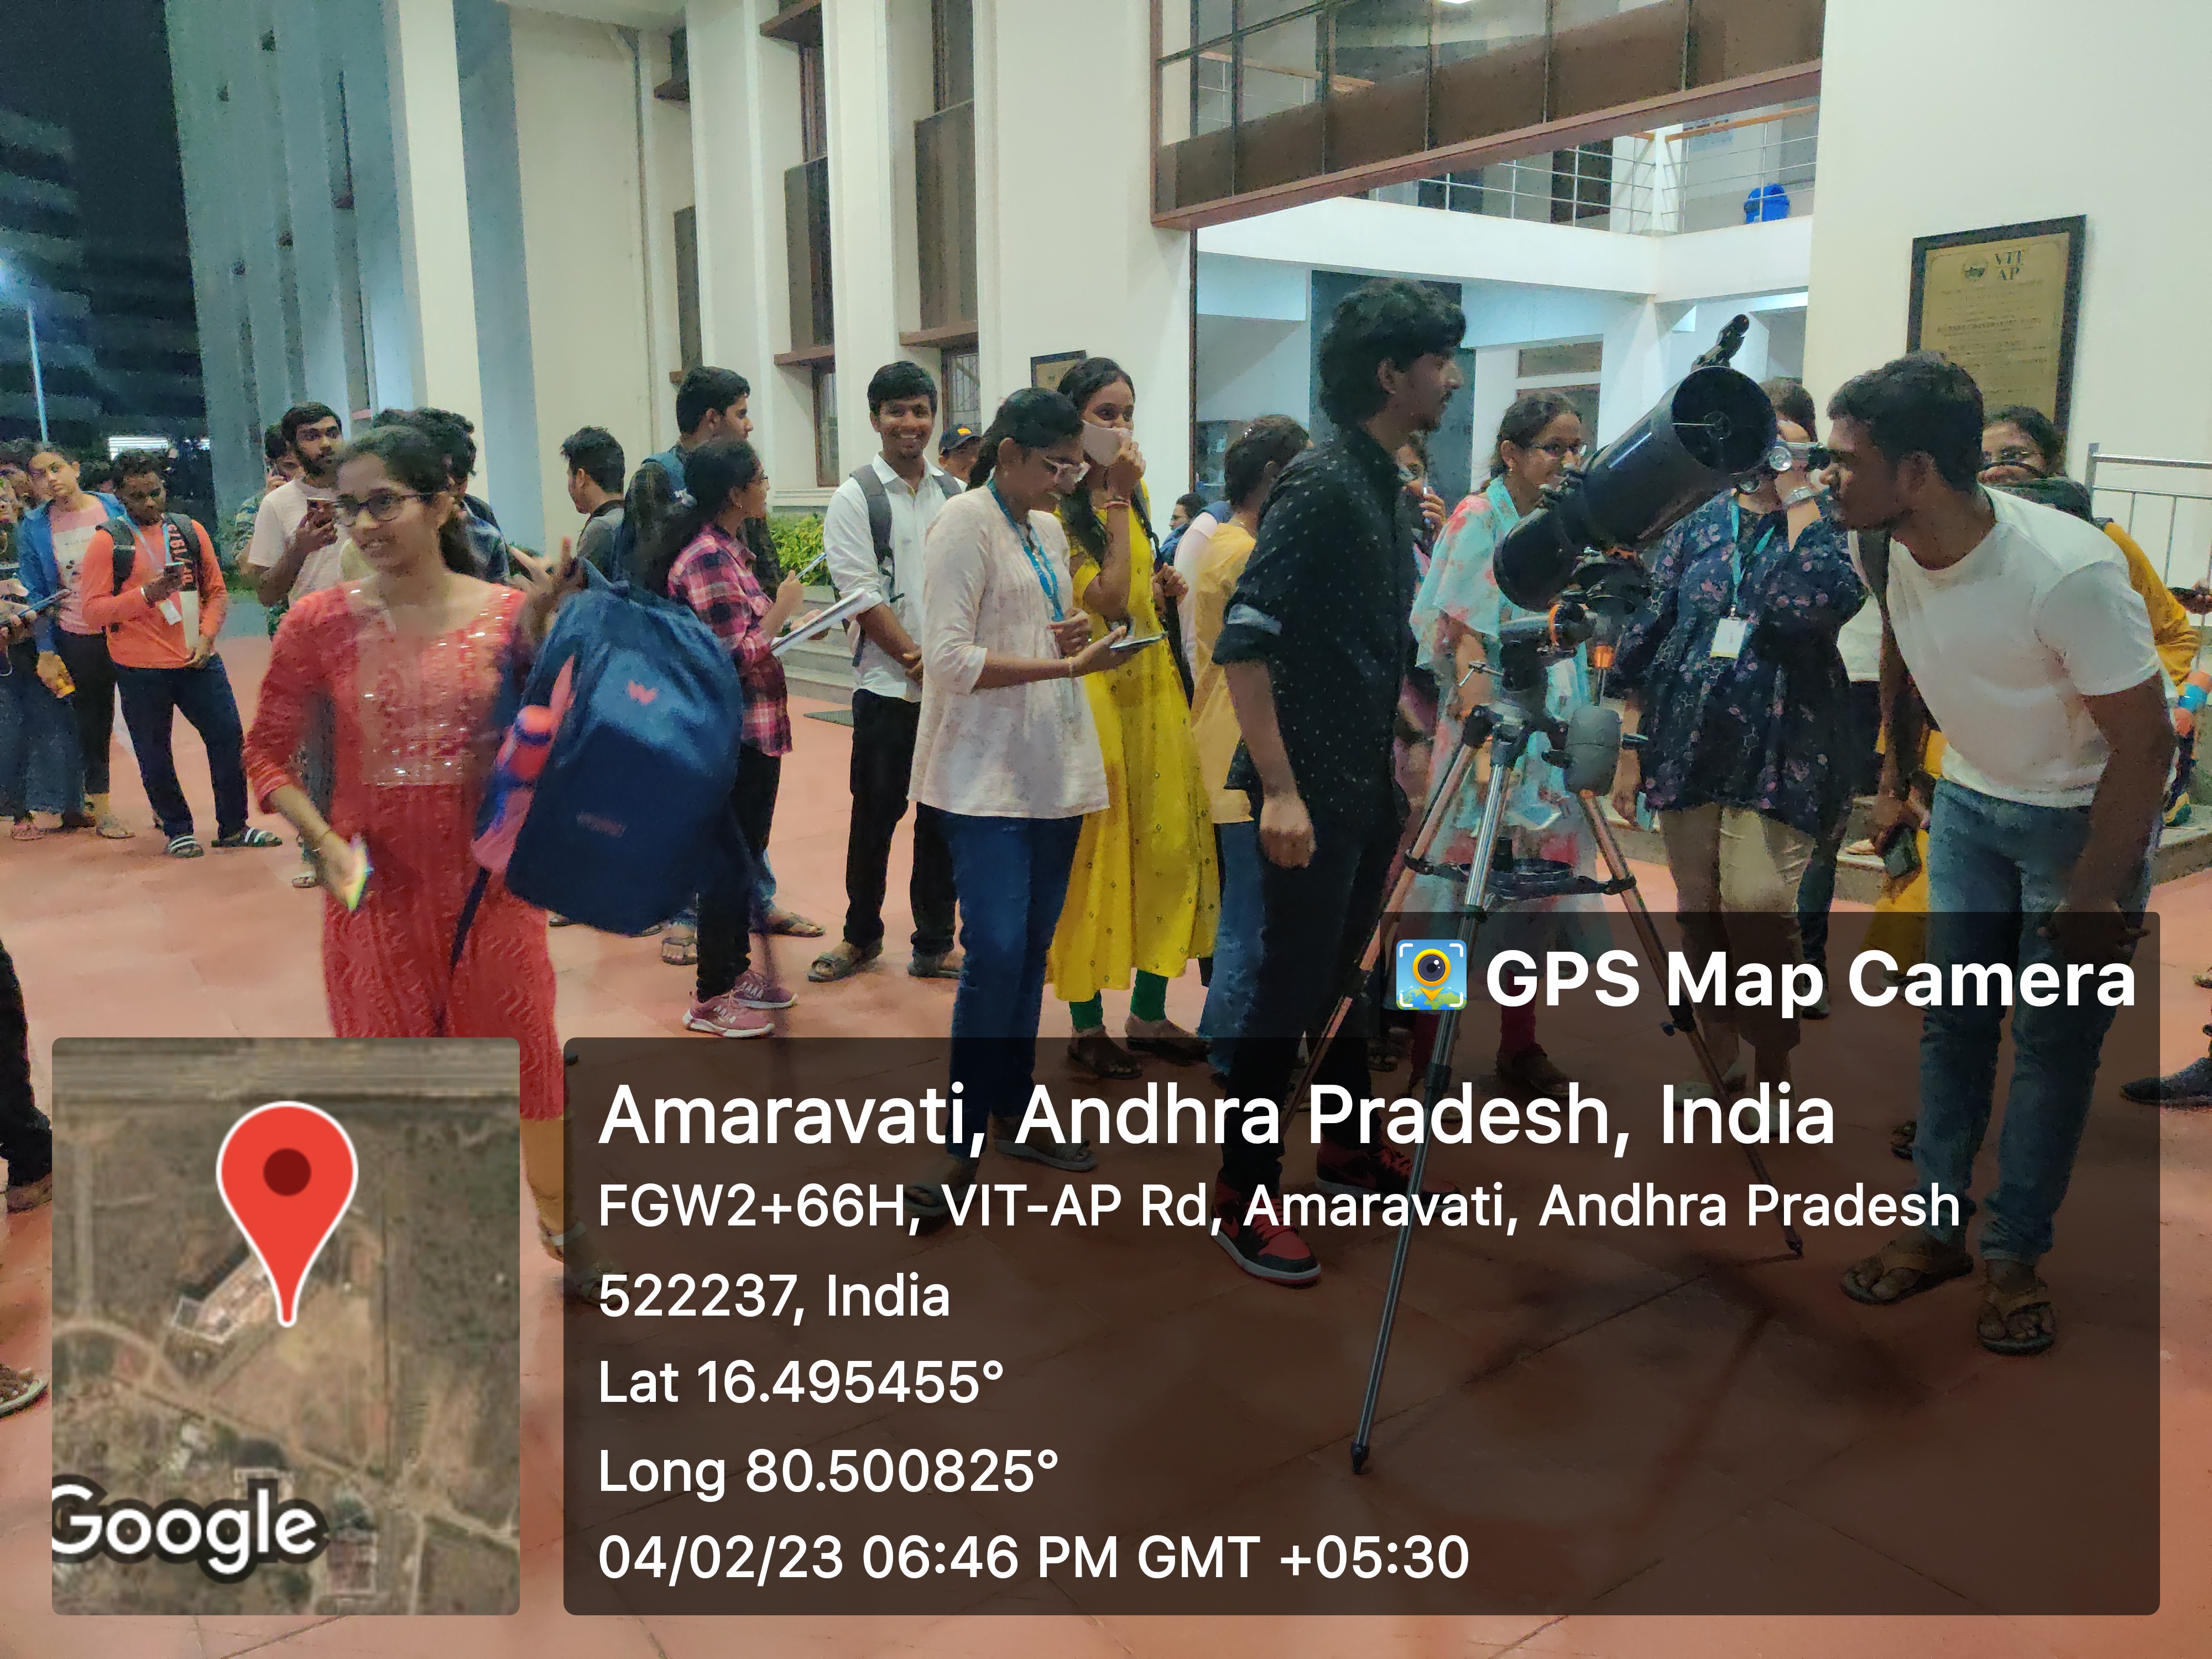 VIT
AP
GPS Map Camera
Amaravati, Andhra Pradesh, India
FGW2+66H, VIT-AP Rd, Amaravati, Andhra Pradesh
522237, India
Lat 16.495455°
Long 80.500825°
04/02/23 06:46 PM GMT +05:30
Google